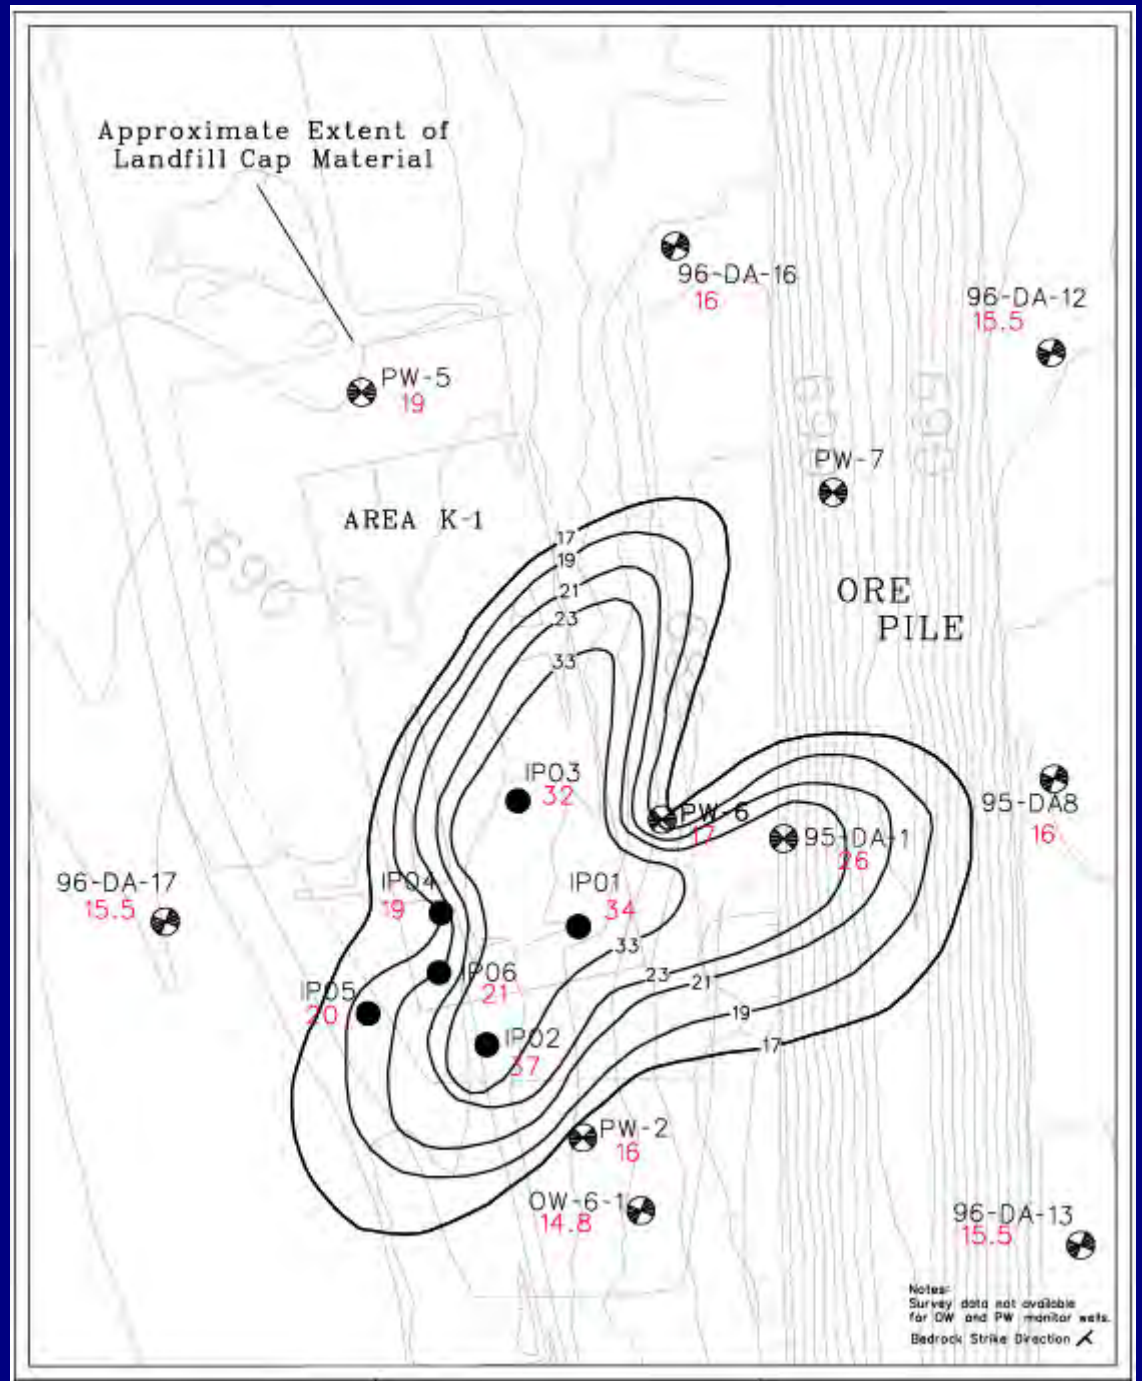 Approximate Extent of
Landfill Cap Material
96-DA-16
16
96-DA-12
15.5
PW-5
19
699
699
PW-7
AREA K-1
690
17
19
21
23
33
ORE
PILE
IP03
32
PW-6
17
95-DA-1
26
95-DA8
16
96-DA-17
15.5
IP04
19
IP01
34
33
23
21
19
17
IP06
21
IP05
20
IP02
37
PW-2
16
OW-6-1
14.8
96-DA-13
15.5
Notes:
Survey data not available
for OW and PW monitor wells.
Bedrock Strike Direction